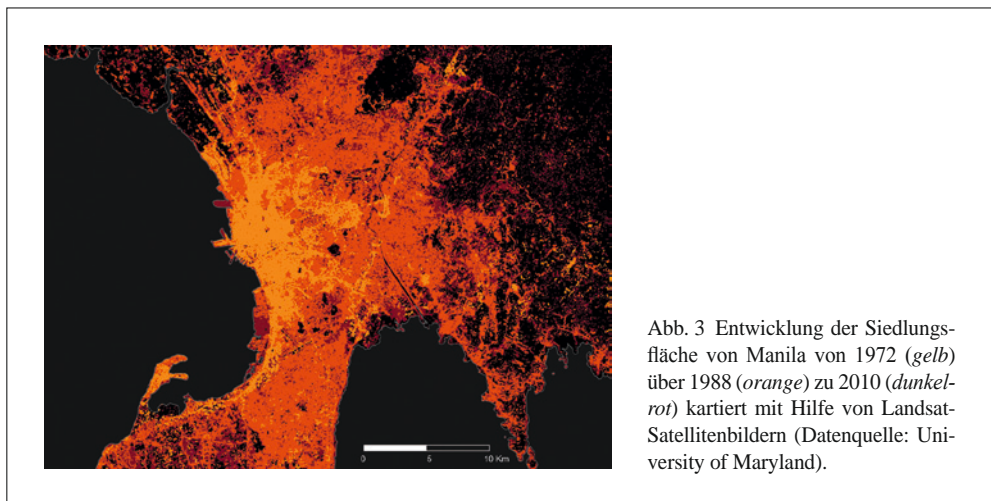 0 5 10 Km
Abb. 3 Entwicklung der Siedlungs-
fläche von Manila von 1972 (gelb)
über 1988 (orange) zu 2010 (dunkel-
rot) kartiert mit Hilfe von Landsat-
Satellitenbildern (Datenquelle: Uni-
versity of Maryland).